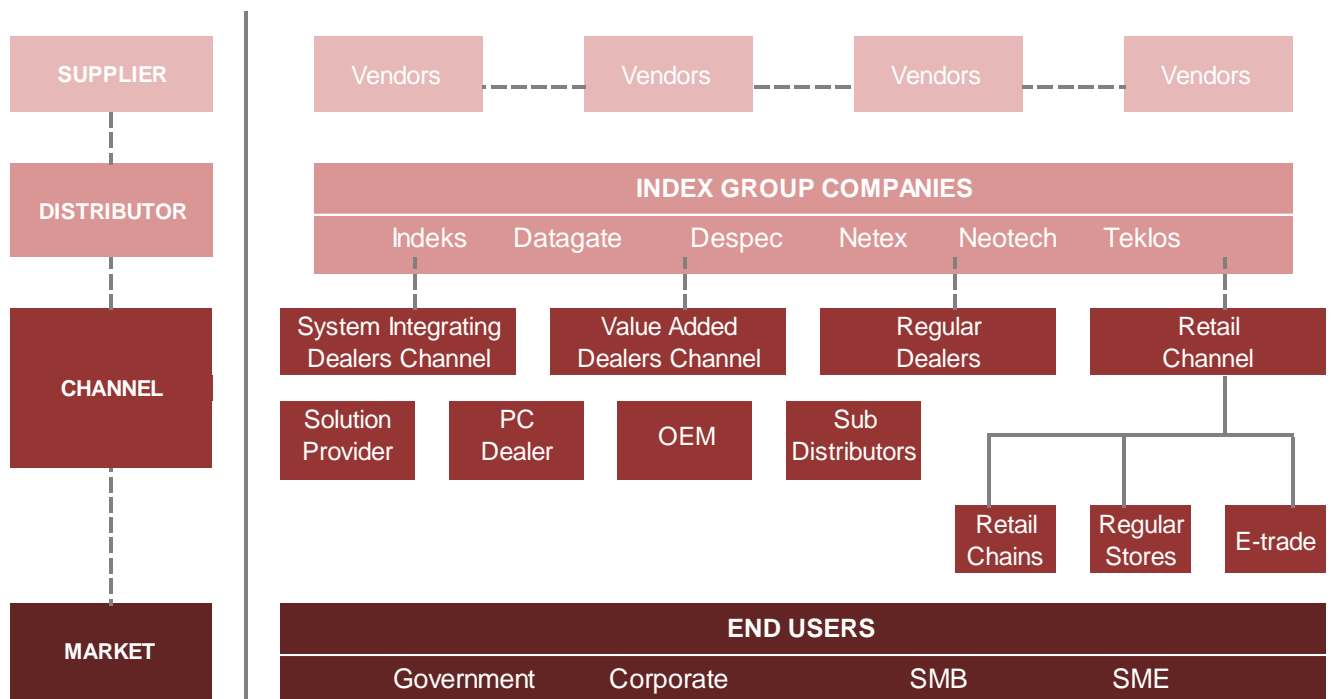 SUPPLIER
Vendors
Vendors
Vendors
Vendors
DISTRIBUTOR
INDEX GROUP COMPANIES
Indeks Datagate Despec Netex Neotech Teklos
CHANNEL
System Integrating
Dealers Channel
Value Added
Dealers Channel
Regular
Dealers
Retail
Channel
Solution
Provider
PC
Dealer
OEM
Sub
Distributors
Retail
Chains
Regular
Stores
E-trade
MARKET
END USERS
Government Corporate SMB SME